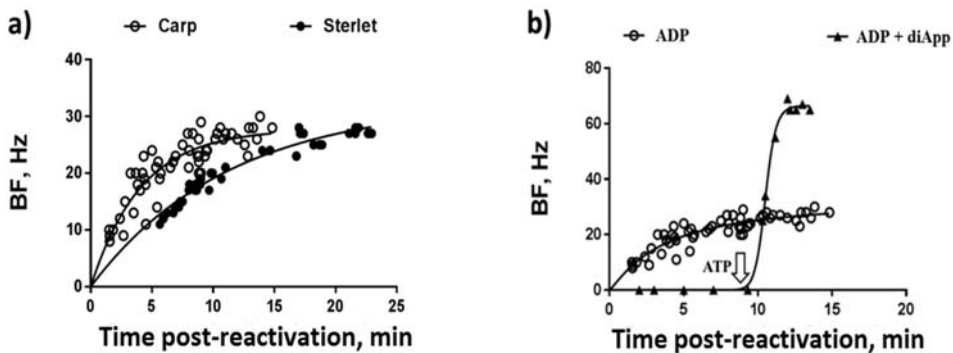 a)
Carp
Sterlet
BF, Hz
40
30
20
10
0
0 5 10 15 20 25
Time post-reactivation, min
b)
ADP
ADP + diApp
BF, Hz
80
60
40
20
0
ATP
0 5 10 15 20
Time post-reactivation, min